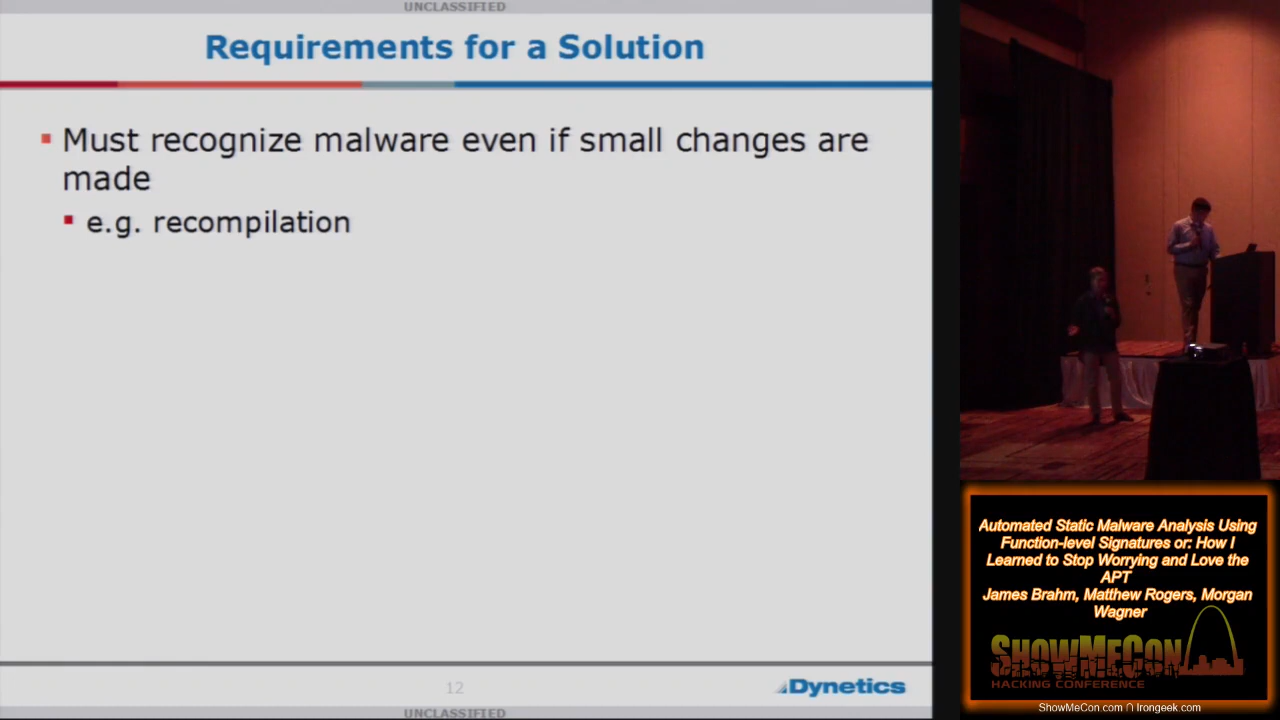 UNCLASSIFIED
Requirements for a Solution
Must recognize malware even if small changes are
made
e.g. recompilation
12
Dynetics
UNCLASSIFIED
Automated Static Malware Analysis Using
Function-level Signatures or: How I
Learned to Stop Worrying and Love the
APT
James Brahm, Matthew Rogers, Morgan
Wagner
SHOWMECON
HACKING CONFERENCE
ShowMeCon.com ∩ Irongeek.com